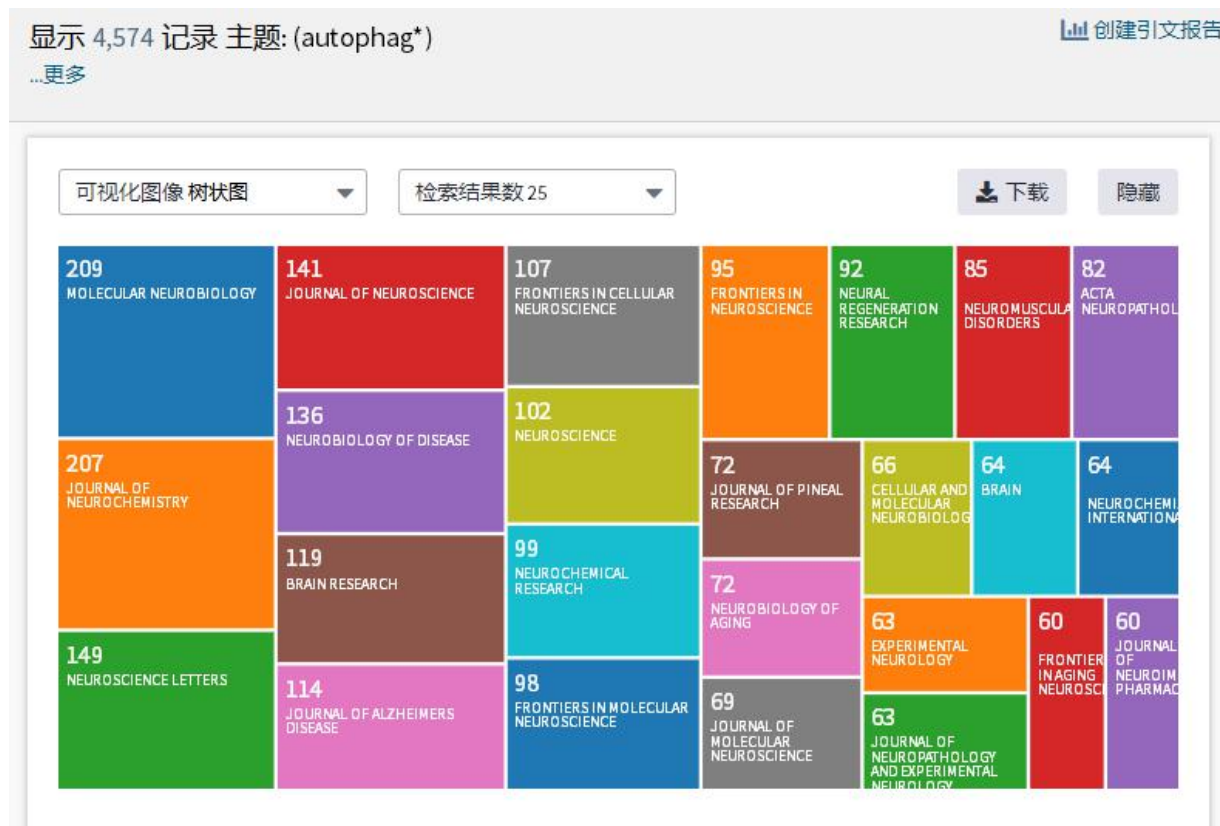 显示 4,574 记录 主题: (autophag*)
创建引文报告
...更多
可视化图像 树状图
检索结果数 25
下载
隐藏
209
MOLECULAR NEUROBIOLOGY
207
JOURNAL OF
NEUROCHEMISTRY
149
NEUROSCIENCE LETTERS
141
JOURNAL OF NEUROSCIENCE
136
NEUROBIOLOGY OF DISEASE
119
BRAIN RESEARCH
114
JOURNAL OF ALZHEIMERS
DISEASE
107
FRONTIERS IN CELLULAR
NEUROSCIENCE
102
NEUROSCIENCE
99
NEUROCHEMICAL
RESEARCH
98
FRONTIERS IN MOLECULAR
NEUROSCIENCE
95
FRONTIERS IN
NEUROSCIENCE
92
NEURAL
REGENERATION
RESEARCH
85
NEUROMUSCULA
DISORDERS
82
ACTA
NEUROPATHOL
72
JOURNAL OF PINEAL
RESEARCH
72
NEUROBIOLOGY OF
AGING
69
JOURNAL OF
MOLECULAR
NEUROSCIENCE
66
CELLULAR AND
MOLECULAR
NEUROBIOLOG
64
BRAIN
64
NEUROCHEMI
INTERNATIONA
63
EXPERIMENTAL
NEUROLOGY
63
JOURNAL OF
NEUROPATHOLOGY
AND EXPERIMENTAL
NEUROLOGY
60
FRONTIER
IN AGING
NEUROSCI
60
JOURNAL
OF
NEUROIM
PHARMAC